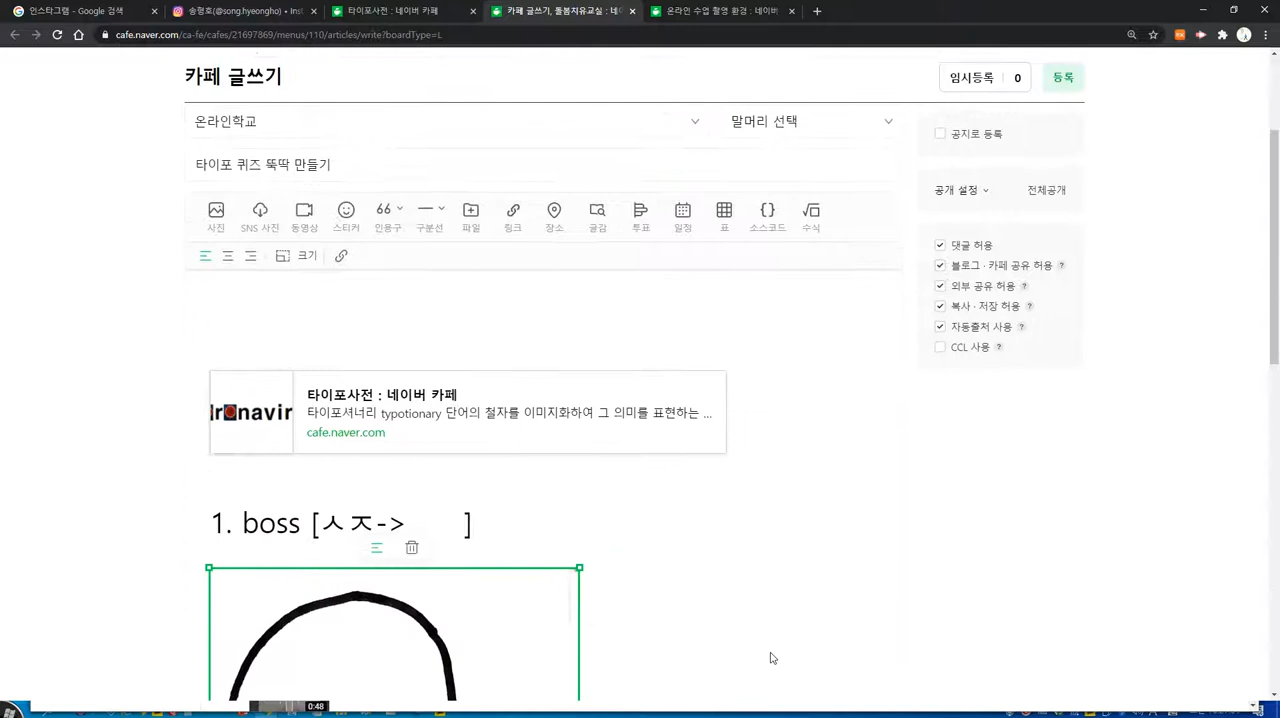 인스타그램 - Google 검색
송형호(@song.hyeongho) • Inst
타이포사전 : 네이버 카페
카페 글쓰기, 돌봄치유교실 : 네이
온라인 수업 촬영 환경 : 네이버
cafe.naver.com/ca-fe/cafes/21697869/menus/110/articles/write?boardType=L
카페 글쓰기
임시등록 0
등록
온라인학교
말머리 선택
공지로 등록
타이포 퀴즈 뚝딱 만들기
공개 설정
전체공개
66
사진
SNS 사진
동영상
스티커
인용구
구분선
파일
링크
장소
글감
투표
일정
표
소스코드
수식
크기
댓글 허용
블로그 · 카페 공유 허용 ?
외부 공유 허용 ?
복사 · 저장 허용 ?
자동출처 사용 ?
CCL 사용 ?
타이포사전 : 네이버 카페
타이포셔너리 typotionary 단어의 철자를 이미지화하여 그 의미를 표현하는 ...
cafe.naver.com
1. boss [ㅅㅈ-> ]
0:48